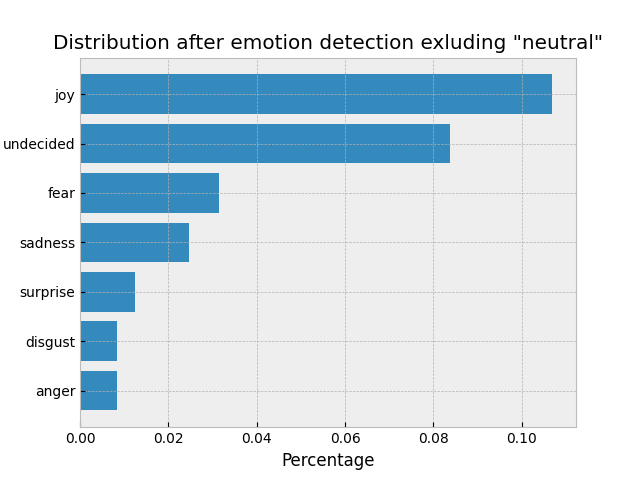 Distribution after emotion detection exluding "neutral"
joy
undecided
fear
sadness
surprise
disgust
anger
0.00 0.02 0.04 0.06 0.08 0.10
Percentage